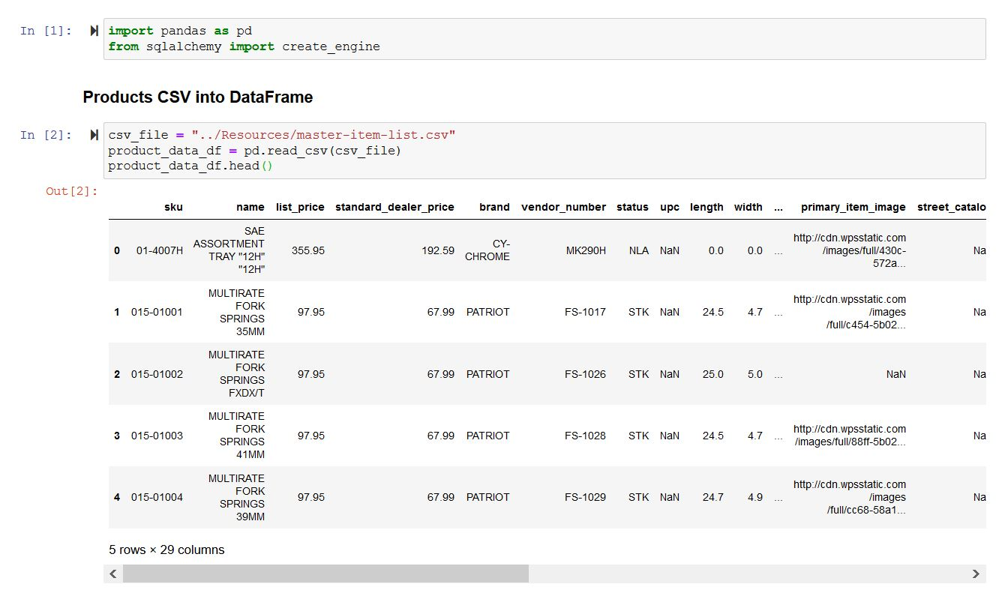 In [1]: import pandas as pd
from sqlalchemy import create_engine
Products CSV into DataFrame
In [2]: csv_file = "../Resources/master-item-list.csv"
product_data_df = pd.read_csv(csv_file)
product_data_df.head()
Out[2]:
sku name list_price standard_dealer_price brand vendor_number status upc length width ... primary_item_image street_catalo
0 01-4007H SAE ASSORTMENT TRAY "12H" "12H" 355.95 192.59 CY-CHROME MK290H NLA NaN 0.0 0.0 ... http://cdn.wpsstatic.com/images/full/430c-572a... Na
1 015-01001 MULTIRATE FORK SPRINGS 35MM 97.95 67.99 PATRIOT FS-1017 STK NaN 24.5 4.7 ... http://cdn.wpsstatic.com/images/full/c454-5b02... Na
2 015-01002 MULTIRATE FORK SPRINGS FXDX/T 97.95 67.99 PATRIOT FS-1026 STK NaN 25.0 5.0 ... NaN Na
3 015-01003 MULTIRATE FORK SPRINGS 41MM 97.95 67.99 PATRIOT FS-1028 STK NaN 24.5 4.7 ... http://cdn.wpsstatic.com/images/full/88ff-5b02... Na
4 015-01004 MULTIRATE FORK SPRINGS 39MM 97.95 67.99 PATRIOT FS-1029 STK NaN 24.7 4.9 ... http://cdn.wpsstatic.com/images/full/cc68-58a1... Na
5 rows × 29 columns